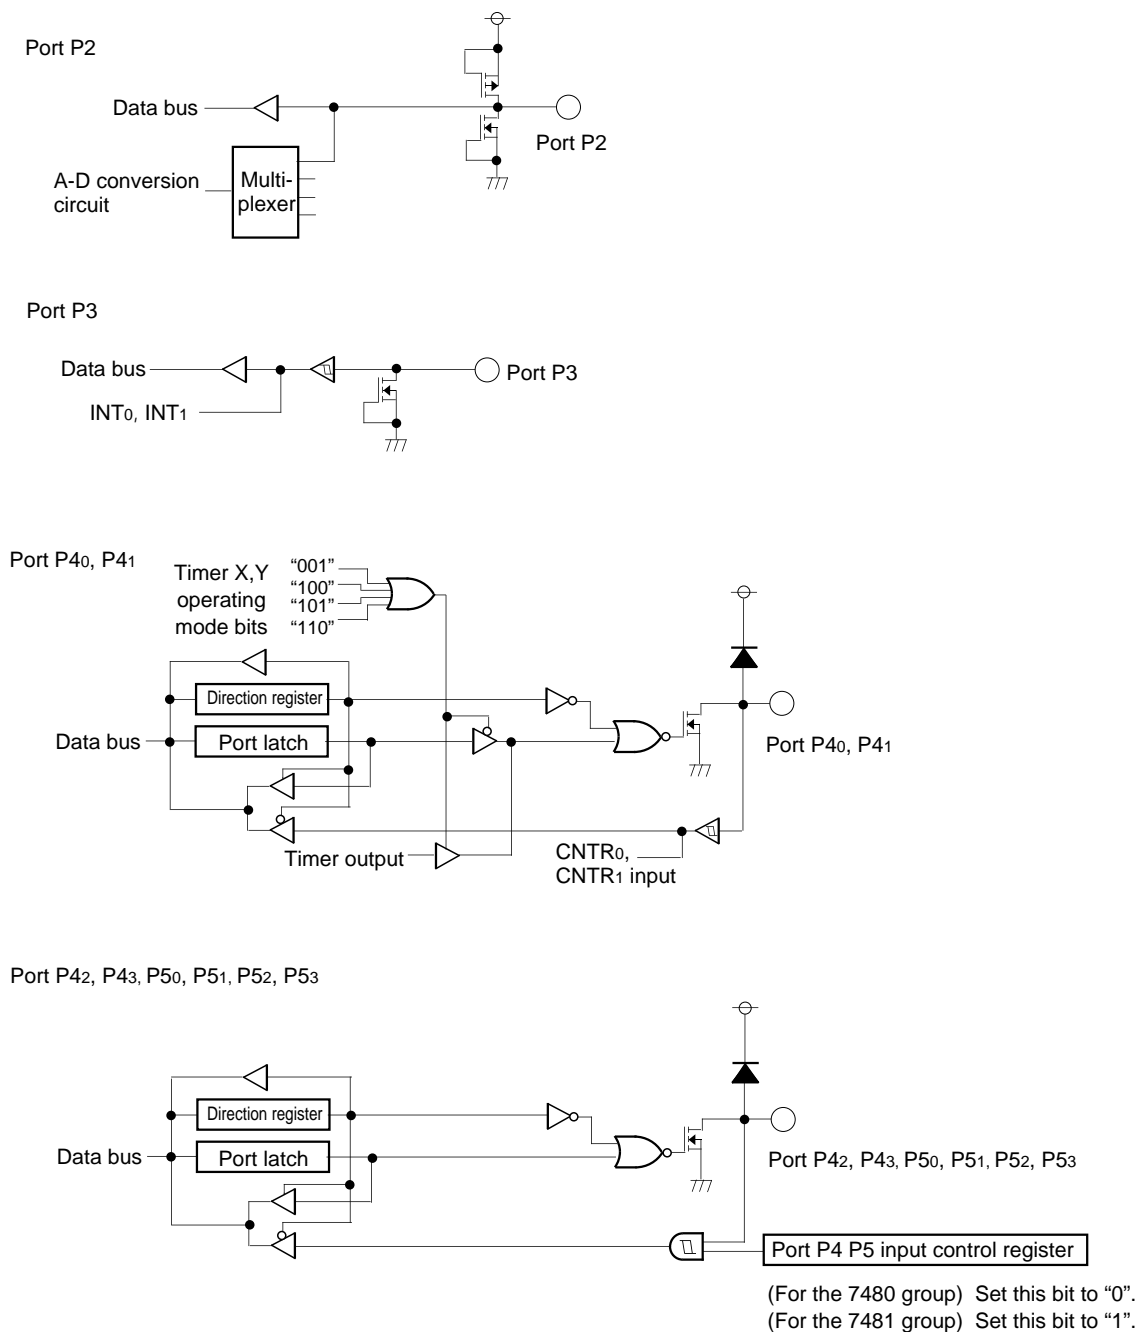 Port P2
Data bus
Port P2
Multi-
plexer
A-D conversion
circuit
Port P3
Data bus
Port P3
INT0, INT1
Port P40, P41
Timer X,Y
operating
mode bits
“001”
“100”
“101”
“110”
Direction register
Data bus
Port latch
Port P40, P41
Timer output
CNTR0,
CNTR1 input
Port P42, P43, P50, P51, P52, P53
Direction register
Data bus
Port latch
Port P42, P43, P50, P51, P52, P53
Port P4 P5 input control register
(For the 7480 group) Set this bit to “0”.
(For the 7481 group) Set this bit to “1”.